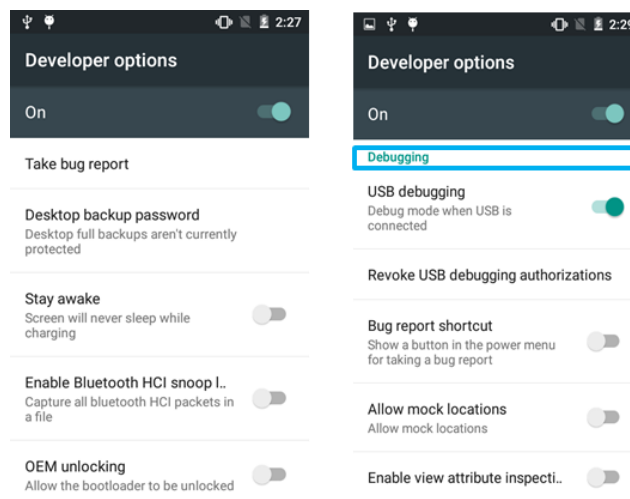 2:27
Developer options
On
Take bug report
Desktop backup password
Desktop full backups aren't currently
protected
Stay awake
Screen will never sleep while
charging
Enable Bluetooth HCI snoop l..
Capture all bluetooth HCI packets in
a file
OEM unlocking
Allow the bootloader to be unlocked
2:29
Developer options
On
Debugging
USB debugging
Debug mode when USB is
connected
Revoke USB debugging authorizations
Bug report shortcut
Show a button in the power menu
for taking a bug report
Allow mock locations
Allow mock locations
Enable view attribute inspecti..